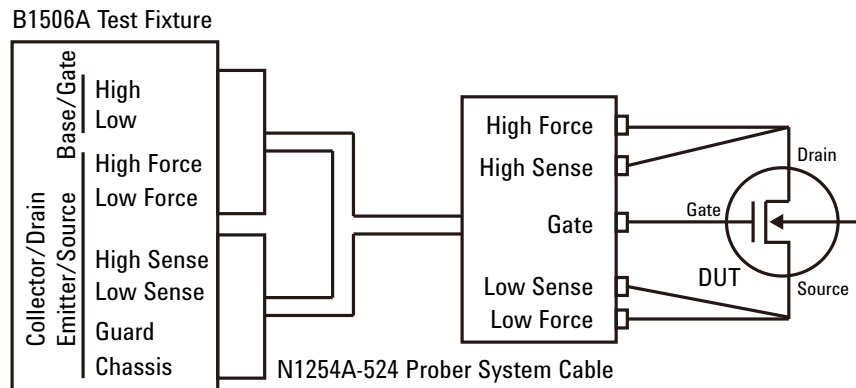 B1506A Test Fixture
Base/Gate
High
Low
Collector/Drain
Emitter/Source
High Force
Low Force
High Sense
Low Sense
Guard
Chassis
N1254A-524 Prober System Cable
High Force
High Sense
Gate
Low Sense
Low Force
Drain
Gate
DUT
Source